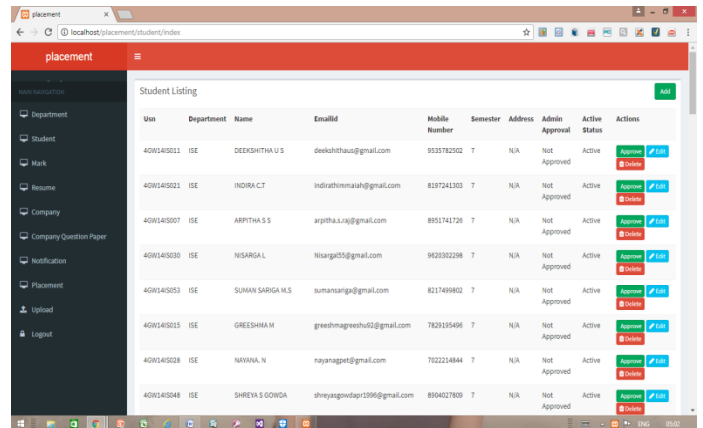 placement
localhost/placement/student/index
placement
MAIN NAVIGATION
Department
Student
Mark
Resume
Company
Company Question Paper
Notification
Placement
Upload
Logout
Student Listing Add
Usn Department Name Emailid Mobile Number Semester Address Admin Approval Active Status Actions
4GW14IS011 ISE DEEKSHITHA U S deekshithaus@gmail.com 9535782502 7 N/A Not Approved Active Approve Edit Delete
4GW14IS021 ISE INDIRA C.T indirathimmaiah@gmail.com 8197241303 7 N/A Not Approved Active Approve Edit Delete
4GW14IS007 ISE ARPITHA S S arpitha.s.raj@gmail.com 8951741726 7 N/A Not Approved Active Approve Edit Delete
4GW14IS030 ISE NISARGA L Nisargal55@gmail.com 9620302298 7 N/A Not Approved Active Approve Edit Delete
4GW14IS053 ISE SUMAN SARIGA M.S sumansariga@gmail.com 8217499802 7 N/A Not Approved Active Approve Edit Delete
4GW14IS015 ISE GREESHMA M greeshmagreeshu92@gmail.com 7829195496 7 N/A Not Approved Active Approve Edit Delete
4GW14IS028 ISE NAYANA. N nayanagpet@gmail.com 7022214844 7 N/A Not Approved Active Approve Edit Delete
4GW14IS048 ISE SHREYA S GOWDA shreyasgowdapr1996@gmail.com 8904027809 7 N/A Not Approved Active Approve Edit Delete
ENG 05:02